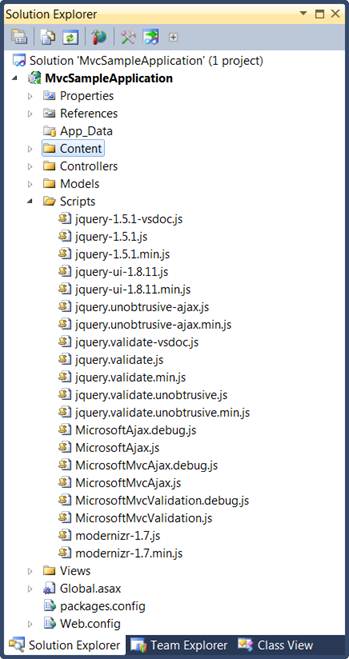 Solution Explorer
Solution 'MvcSampleApplication' (1 project)
MvcSampleApplication
Properties
References
App_Data
Content
Controllers
Models
Scripts
jquery-1.5.1-vsdoc.js
jquery-1.5.1.js
jquery-1.5.1.min.js
jquery-ui-1.8.11.js
jquery-ui-1.8.11.min.js
jquery.unobtrusive-ajax.js
jquery.unobtrusive-ajax.min.js
jquery.validate-vsdoc.js
jquery.validate.js
jquery.validate.min.js
jquery.validate.unobtrusive.js
jquery.validate.unobtrusive.min.js
MicrosoftAjax.debug.js
MicrosoftAjax.js
MicrosoftMvcAjax.debug.js
MicrosoftMvcAjax.js
MicrosoftMvcValidation.debug.js
MicrosoftMvcValidation.js
modernizr-1.7.js
modernizr-1.7.min.js
Views
Global.asax
packages.config
Web.config
Solution Explorer Team Explorer Class View